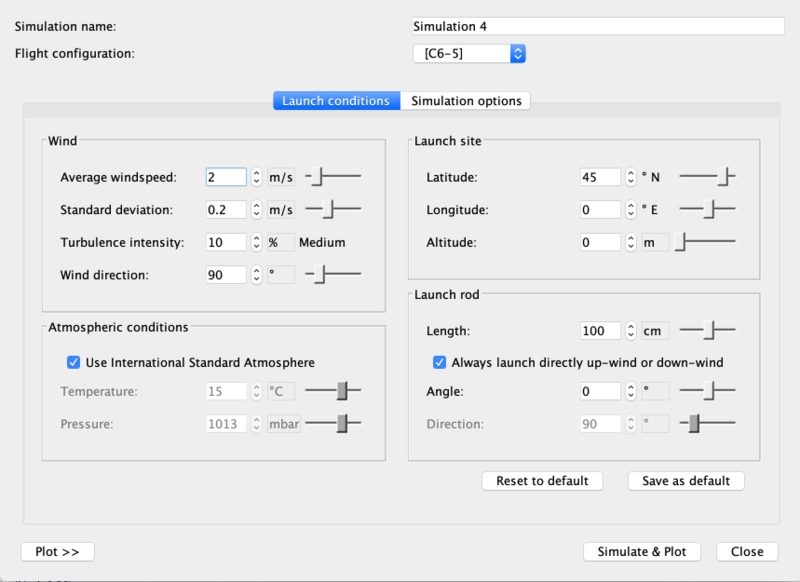 Simulation name: Simulation 4
Flight configuration: [C6-5]
Launch conditions Simulation options
Wind
Average windspeed: 2 m/s
Standard deviation: 0.2 m/s
Turbulence intensity: 10 % Medium
Wind direction: 90 °
Atmospheric conditions
Use International Standard Atmosphere
Temperature: 15 °C
Pressure: 1013 mbar
Launch site
Latitude: 45 ° N
Longitude: 0 ° E
Altitude: 0 m
Launch rod
Length: 100 cm
Always launch directly up-wind or down-wind
Angle: 0 °
Direction: 90 °
Reset to default Save as default
Plot >> Simulate & Plot Close